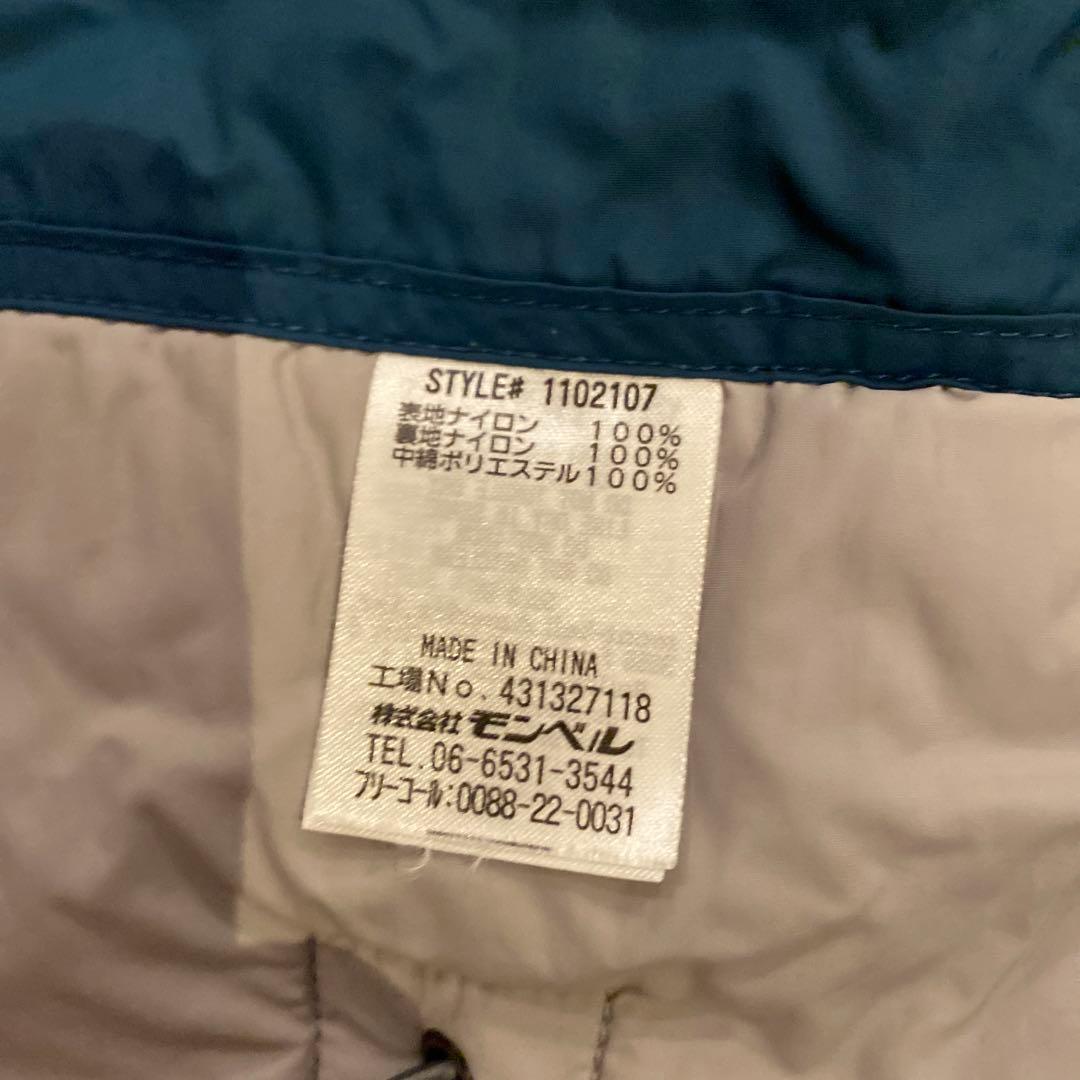 STYLE# 1102107
表地ナイロン 100%
裏地ナイロン 100%
中綿ポリエステル100%
MADE IN CHINA
工場No.431327118
株式会社モンベル
TEL.06-6531-3544
フリーコール:0088-22-0031